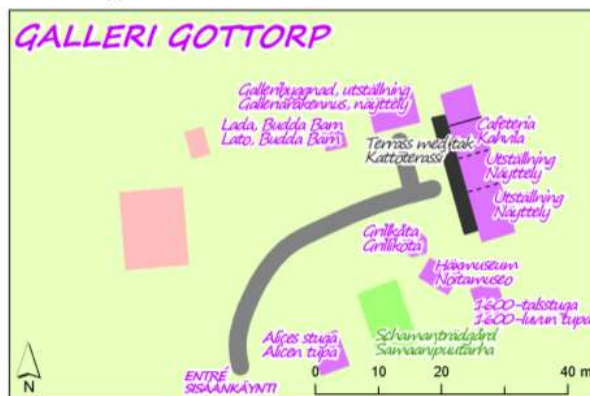 GALLERI GOTTORP
Galleribyggnad, utställning
Galleriarakennus, näyttely
Lada, Budda Barn
Lato, Budda Barn
Terrass med tak
Kattoterassi
Cafeteria
Kahvila
Utställning
Näyttely
Utställning
Näyttely
Grillkåta
Grillikota
Häxmuseum
Noitamuseo
1600-talsstuga
1600-luvun tupa
Schamanträdgård
Samaanipuutarha
Alices stuga
Alicen tupa
ENTRÉ
SISÄÄNKÄYNTI
N
0 10 20 40 m